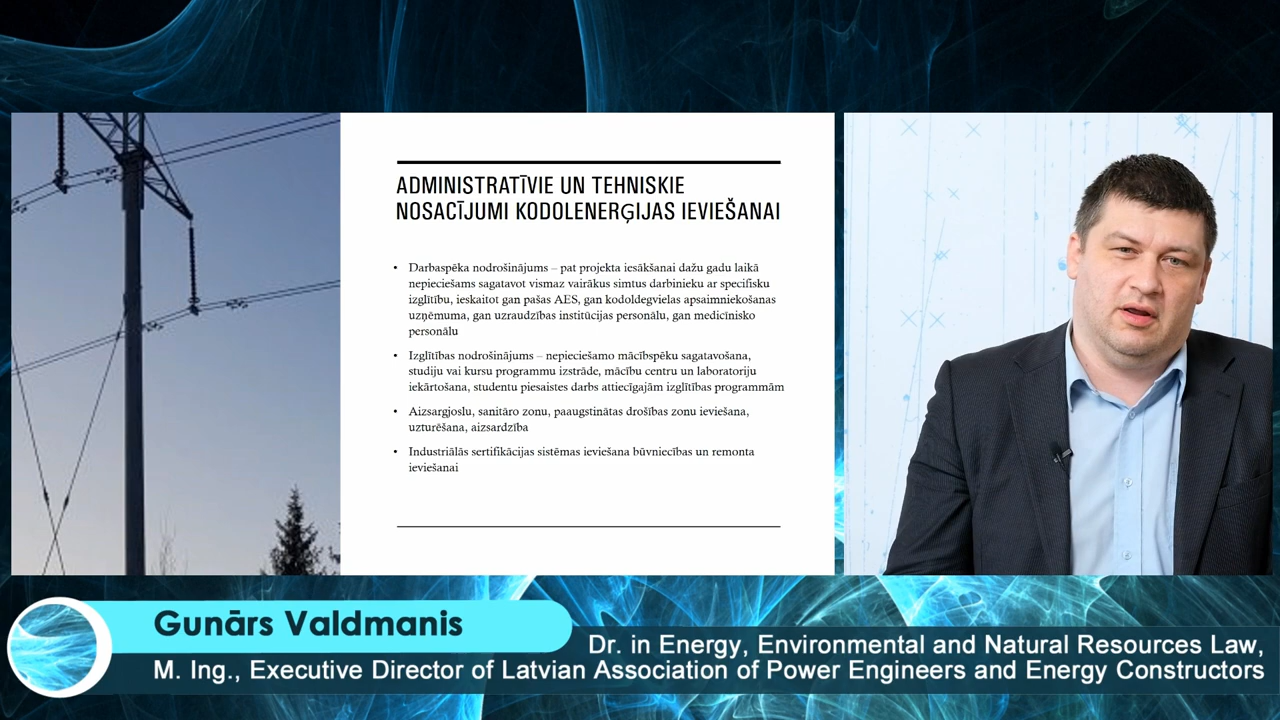 ADMINISTRATĪVIE UN TEHNISKIE
NOSACĪJUMI KODOLENERĢIJAS IEVIEŠANAI
• Darbaspēka nodrošinājums – pat projekta iesākšanai dažu gadu laikā
nepieciešams sagatavot vismaz vairākus simtus darbinieku ar specifisku
izglītību, ieskaitot gan pašas AES, gan kodoldegvielas apsaimniekošanas
uzņēmuma, gan uzraudzības institūcijas personālu, gan medicīnisko
personālu
• Izglītības nodrošinājums – nepieciešamo mācībspēku sagatavošana,
studiju vai kursu programmu izstrāde, mācību centru un laboratoriju
iekārtošana, studentu piesaistes darbs attiecīgajām izglītības programmām
• Aizsargjoslu, sanitāro zonu, paaugstinātas drošības zonu ieviešana,
uzturēšana, aizsardzība
• Industriālās sertifikācijas sistēmas ieviešana būvniecības un remonta
ieviešanai
Gunārs Valdmanis
Dr. in Energy, Environmental and Natural Resources Law,
M. Ing., Executive Director of Latvian Association of Power Engineers and Energy Constructors